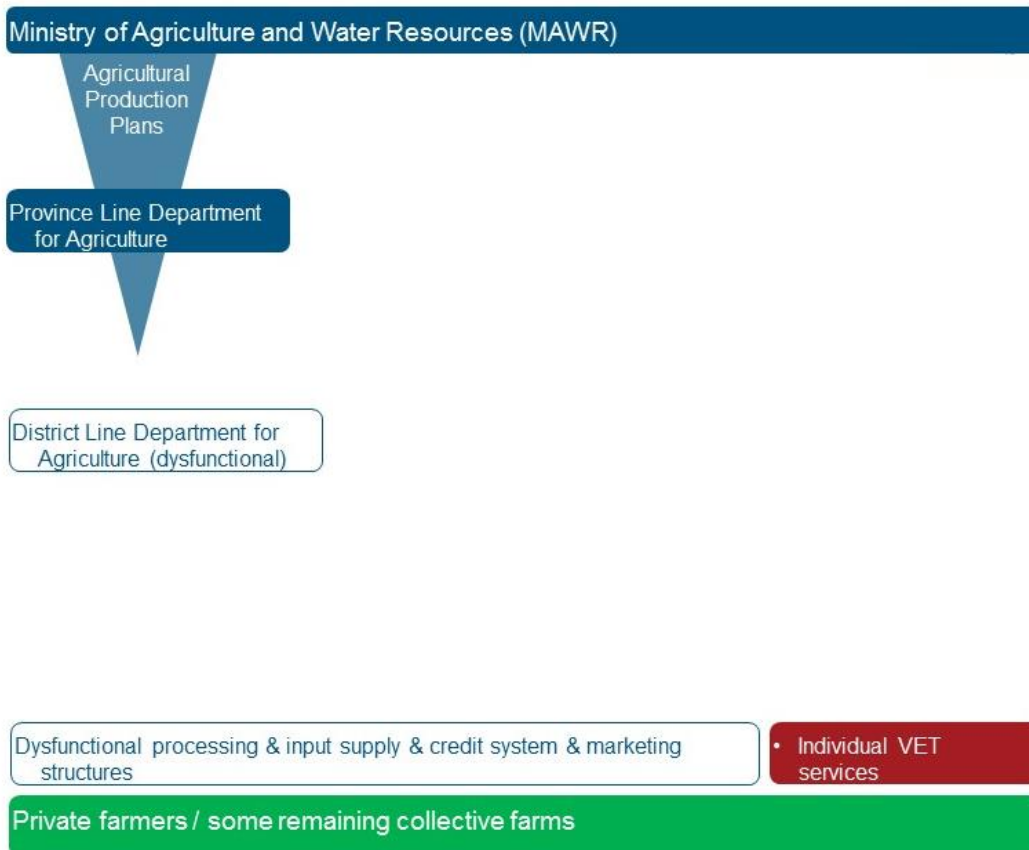 Ministry of Agriculture and Water Resources (MAWR)
Agricultural
Production
Plans
Province Line Department
for Agriculture
District Line Department for
Agriculture (dysfunctional)
Dysfunctional processing & input supply & credit system & marketing
structures
• Individual VET
services
Private farmers / some remaining collective farms